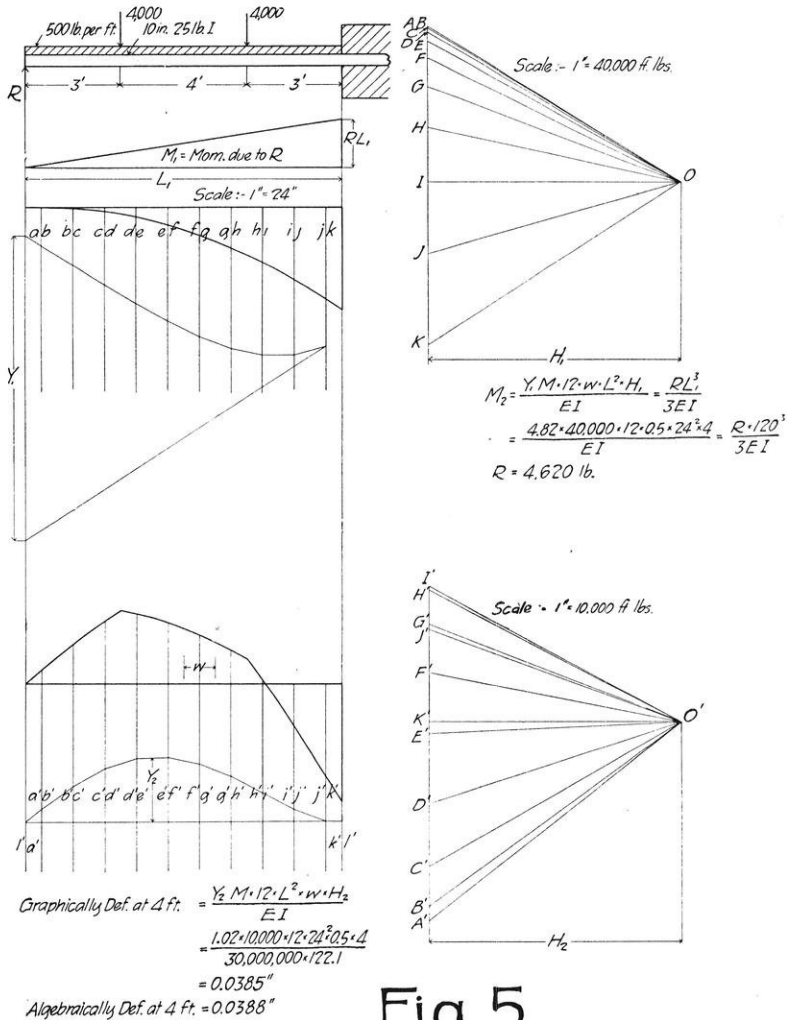 4,000 4,000
500 lb. per ft. 10 in. 25 lb. I
R 3' 4' 3'
M₁ = Mom. due to R RL₁
L₁
Scale:- 1" = 24"
ab bc cd de ef fg gh hi ij jk
Y₁
w
Y₂
a'b' b'c' c'd' d'e' e'f' f'g' g'h' h'i' i'j' j'k'
l' a' k' l'
Graphically Def. at 4 ft. = Y₂·M·12·L²·w·H₂ / EI
= 1.02×10,000×12×24²×0.5×4 / 30,000,000×122.1
= 0.0385"
Algebraically Def. at 4 ft. = 0.0388"
AB
C
D E
F
G
H
I
J
K
O
Scale:- 1" = 40,000 ft. lbs.
H₁
M₂ = Y₁·M·12·w·L²·H₁ / EI = RL₁³ / 3EI
= 4.82×40,000×12×0.5×24²×4 / EI = R×120³ / 3EI
R = 4,620 lb.
I'
H'
G'
J'
F'
K'
E'
D'
C'
B'
A'
O'
Scale:- 1" = 10,000 ft lbs.
H₂
Fig. 5